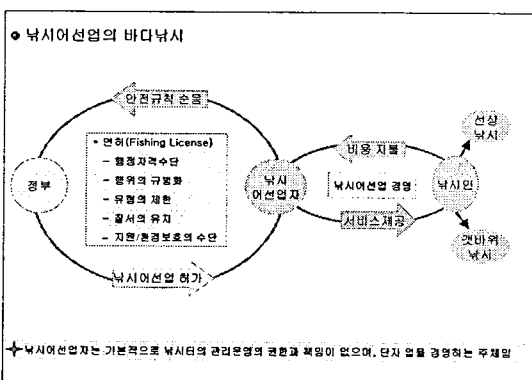 낚시어선업의 바다낚시
안전규칙 순응
• 면허(Fishing License)
– 행정자격수단
– 행위의 규범화
– 유형의 제한
– 질서의 유지
– 자원/환경보호의 수단
정부
낚시어선업 허가
낚시
어선업자
비용 지불
낚시어선업 경영
서비스제공
낚시인
선상
낚시
갯바위
낚시
낚시어선업자는 기본적으로 낚시터의 관리운영의 권한과 책임이 없으며, 단지 업을 경영하는 주체임